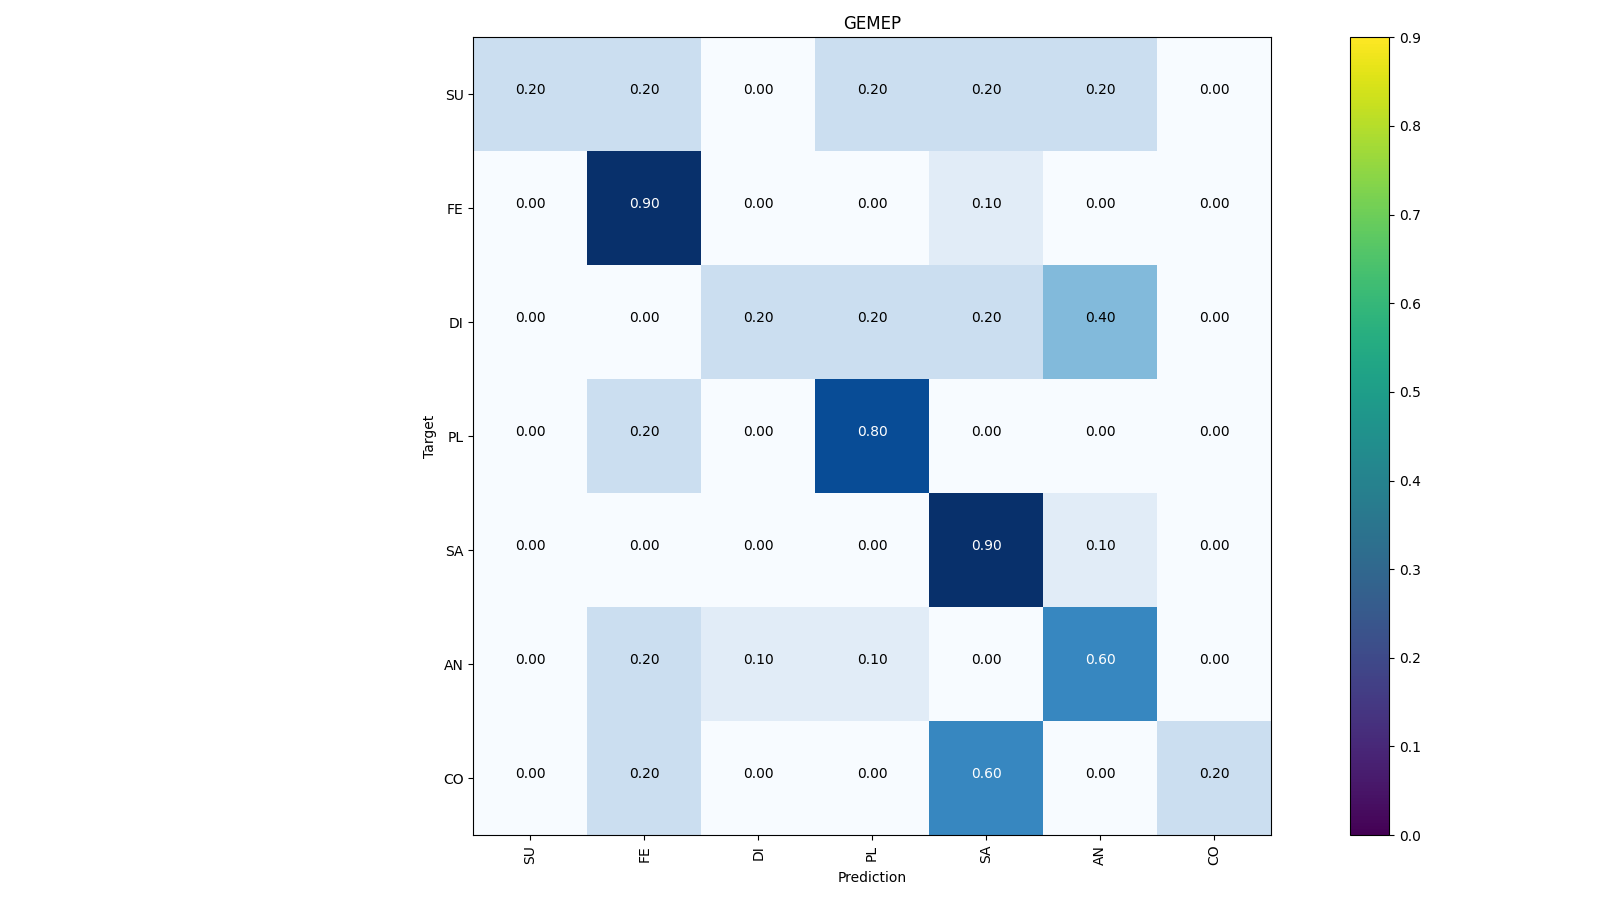 GEMEP
SU 0.20 0.20 0.00 0.20 0.20 0.20 0.00
FE 0.00 0.90 0.00 0.00 0.10 0.00 0.00
DI 0.00 0.00 0.20 0.20 0.20 0.40 0.00
PL 0.00 0.20 0.00 0.80 0.00 0.00 0.00
SA 0.00 0.00 0.00 0.00 0.90 0.10 0.00
AN 0.00 0.20 0.10 0.10 0.00 0.60 0.00
CO 0.00 0.20 0.00 0.00 0.60 0.00 0.20
Target
SU FE DI PL SA AN CO
Prediction
0.9
0.8
0.7
0.6
0.5
0.4
0.3
0.2
0.1
0.0